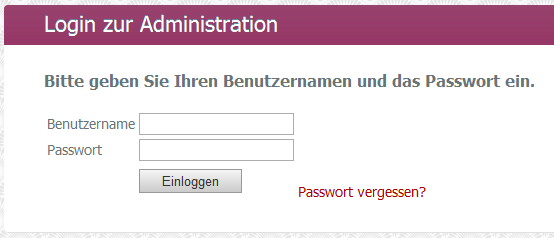 Login zur Administration
Bitte geben Sie Ihren Benutzernamen und das Passwort ein.
Benutzername
Passwort
Einloggen
Passwort vergessen?